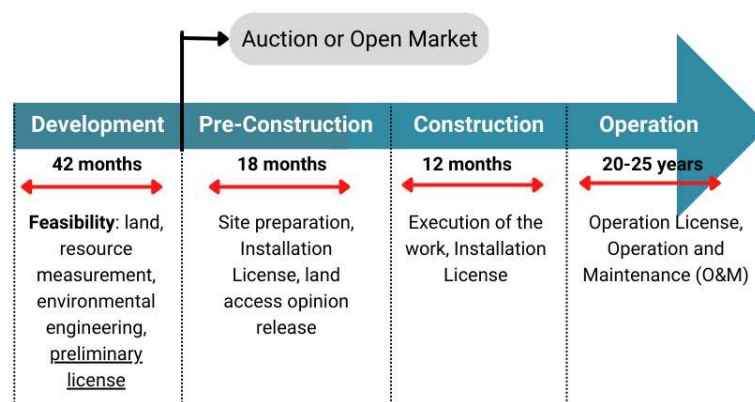 Auction or Open Market
Development
Pre-Construction
Construction
Operation
42 months
18 months
12 months
20-25 years
Feasibility: land,
resource
measurement,
environmental
engineering,
preliminary
license
Site preparation,
Installation
License, land
access opinion
release
Execution of the
work, Installation
License
Operation License,
Operation and
Maintenance (O&M)